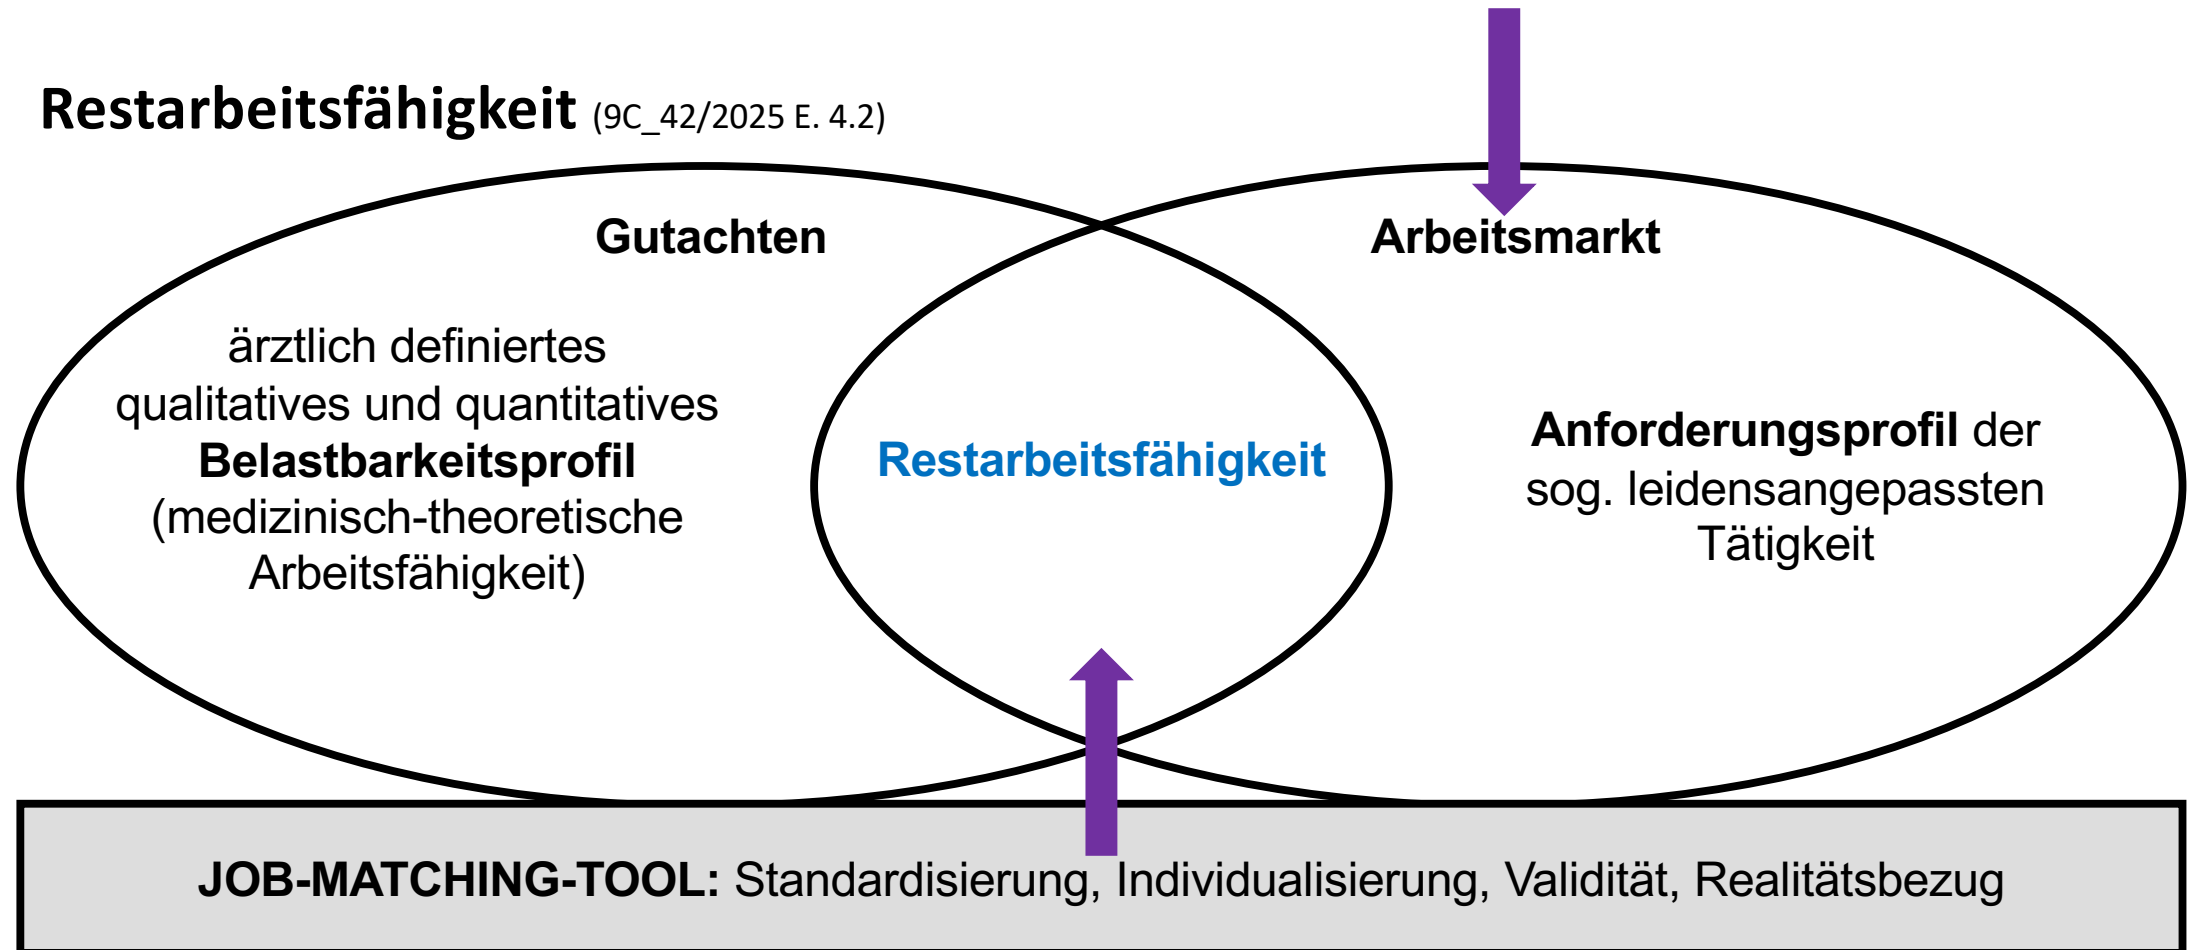 Restarbeitsfähigkeit (9C_42/2025 E. 4.2)
Gutachten
ärztlich definiertes
qualitatives und quantitatives
Belastbarkeitsprofil
(medizinisch-theoretische
Arbeitsfähigkeit)
Restarbeitsfähigkeit
Arbeitsmarkt
Anforderungsprofil der
sog. leidensangepassten
Tätigkeit
JOB-MATCHING-TOOL: Standardisierung, Individualisierung, Validität, Realitätsbezug